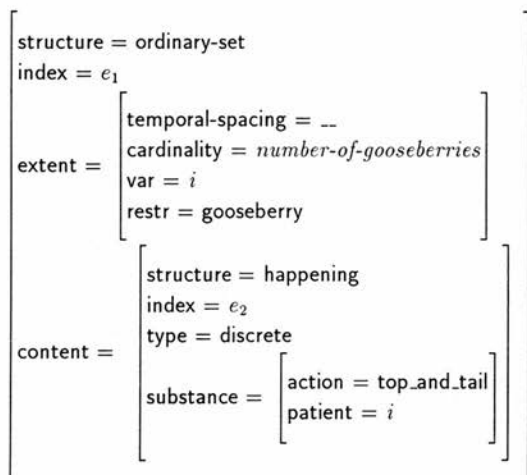 structure = ordinary-set
index = e₁
extent =
temporal-spacing = __
cardinality = number-of-gooseberries
var = i
restr = gooseberry
content =
structure = happening
index = e₂
type = discrete
substance =
action = top_and_tail
patient = i